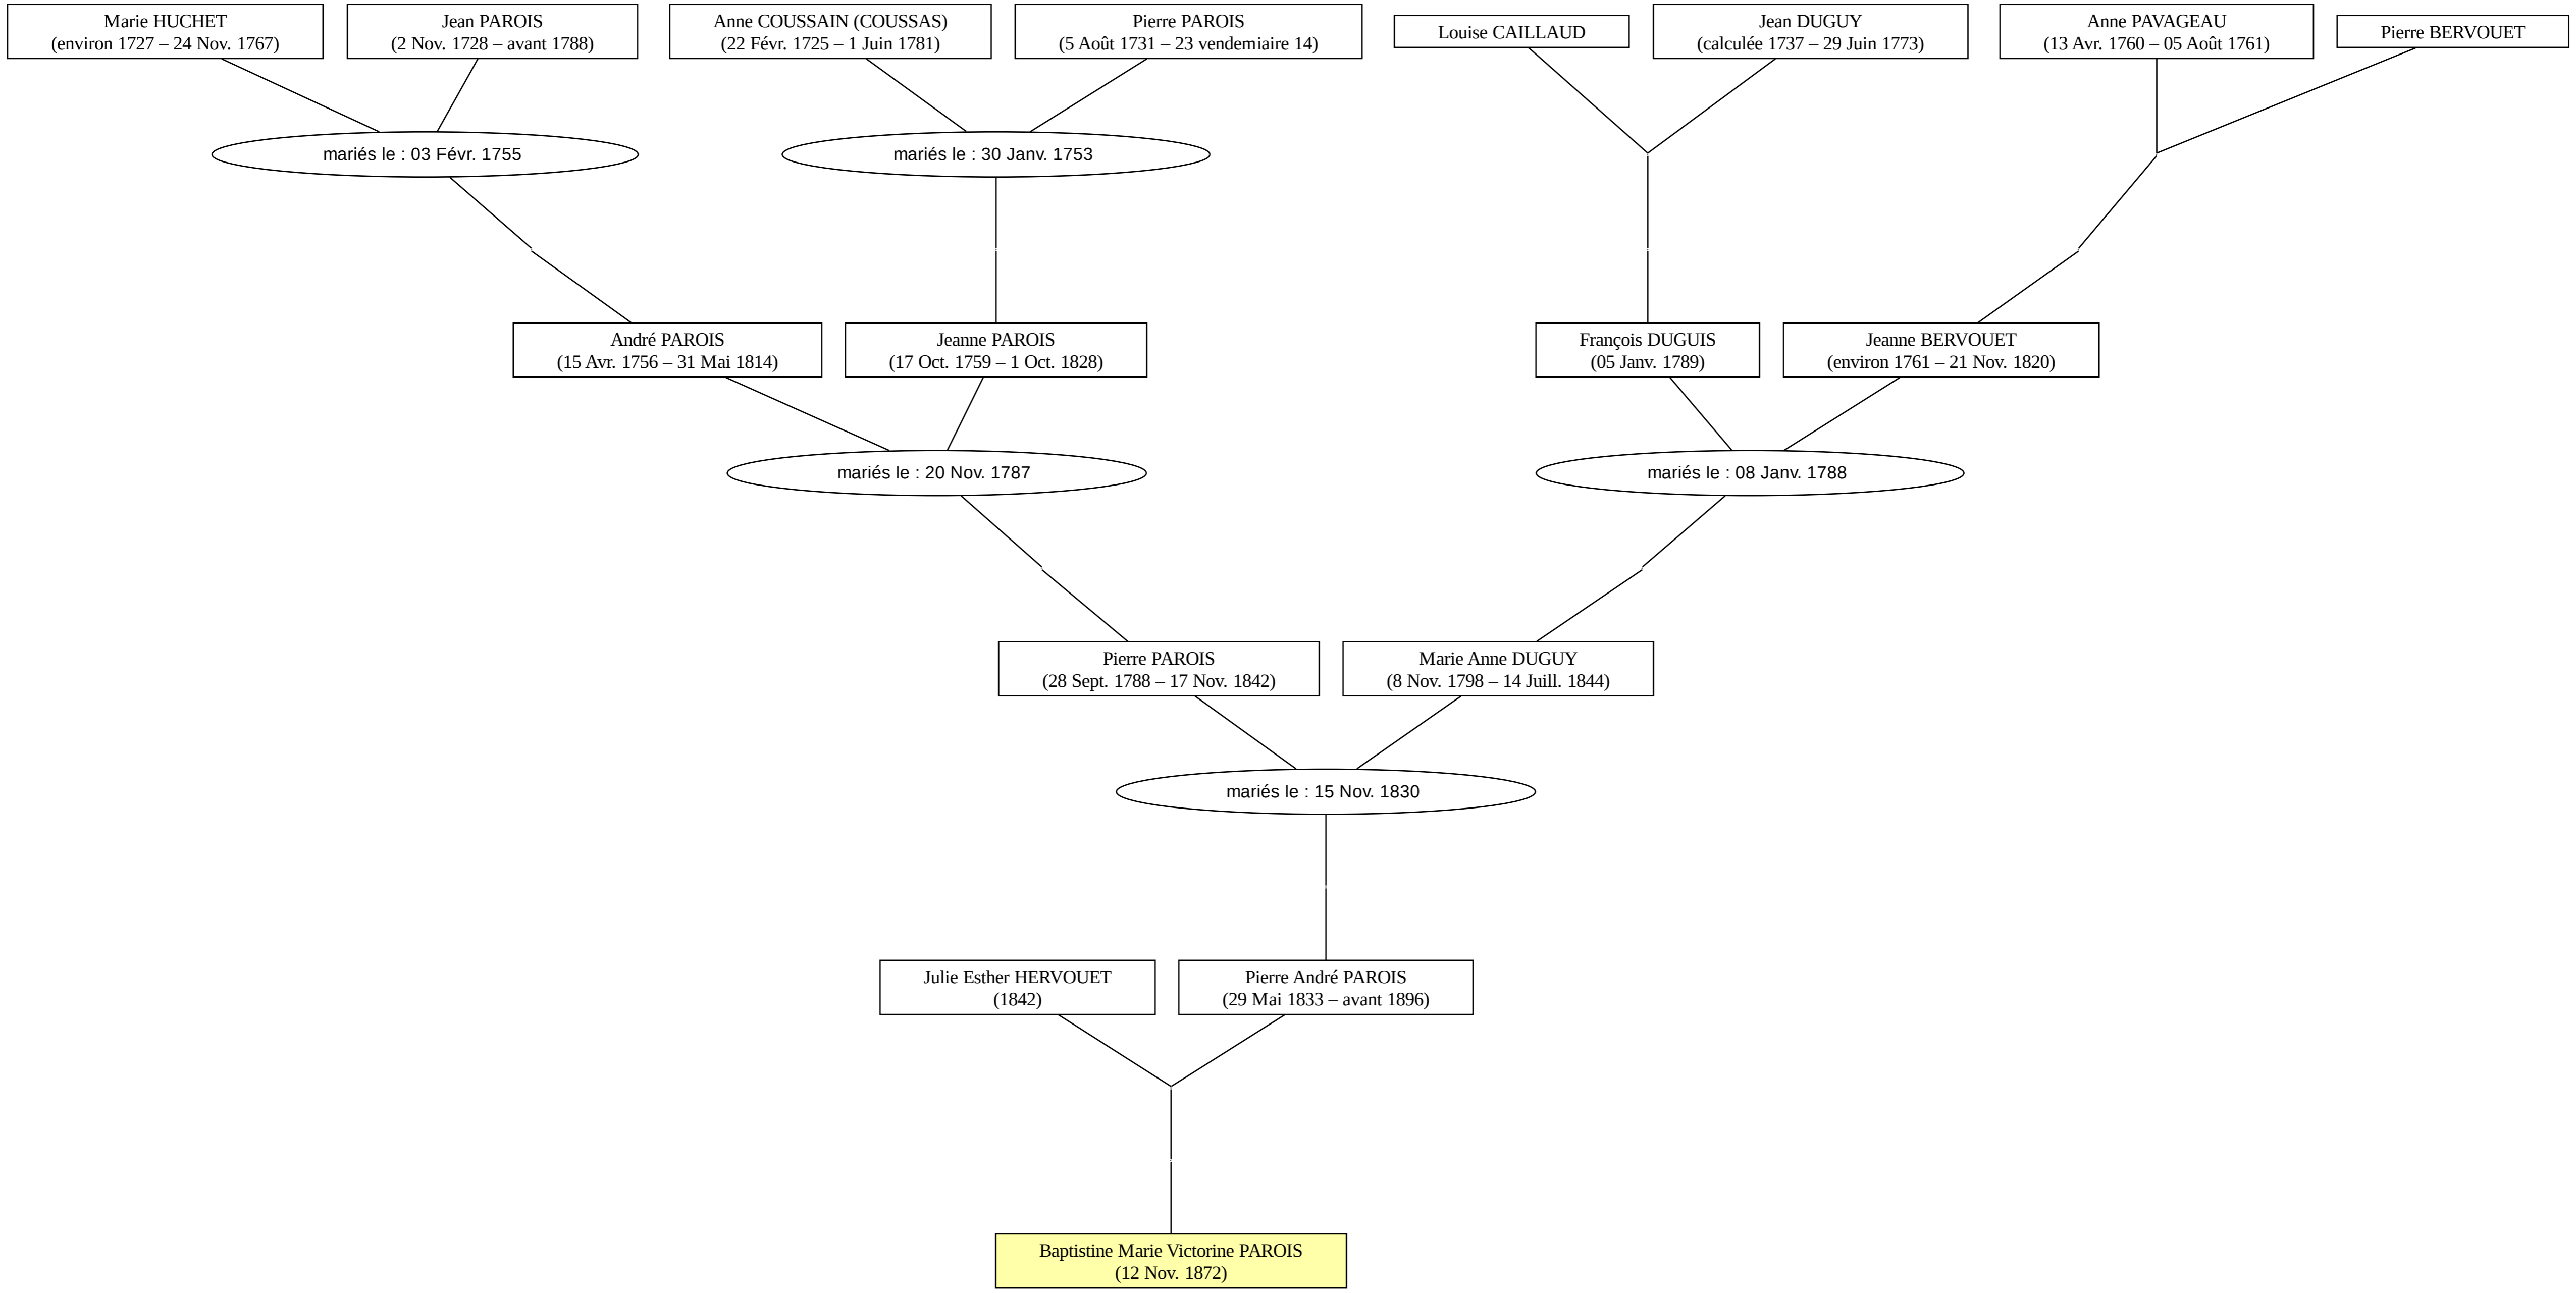 Marie HUCHET
(environ 1727 – 24 Nov. 1767)
Jean PAROIS
(2 Nov. 1728 – avant 1788)
Anne COUSSAIN (COUSSAS)
(22 Févr. 1725 – 1 Juin 1781)
Pierre PAROIS
(5 Août 1731 – 23 vendemiaire 14)
Louise CAILLAUD
Jean DUGUY
(calculée 1737 – 29 Juin 1773)
Anne PAVAGEAU
(13 Avr. 1760 – 05 Août 1761)
Pierre BERVOUET
mariés le : 03 Févr. 1755
mariés le : 30 Janv. 1753
André PAROIS
(15 Avr. 1756 – 31 Mai 1814)
Jeanne PAROIS
(17 Oct. 1759 – 1 Oct. 1828)
François DUGUIS
(05 Janv. 1789)
Jeanne BERVOUET
(environ 1761 – 21 Nov. 1820)
mariés le : 20 Nov. 1787
mariés le : 08 Janv. 1788
Pierre PAROIS
(28 Sept. 1788 – 17 Nov. 1842)
Marie Anne DUGUY
(8 Nov. 1798 – 14 Juill. 1844)
mariés le : 15 Nov. 1830
Julie Esther HERVOUET
(1842)
Pierre André PAROIS
(29 Mai 1833 – avant 1896)
Baptistine Marie Victorine PAROIS
(12 Nov. 1872)